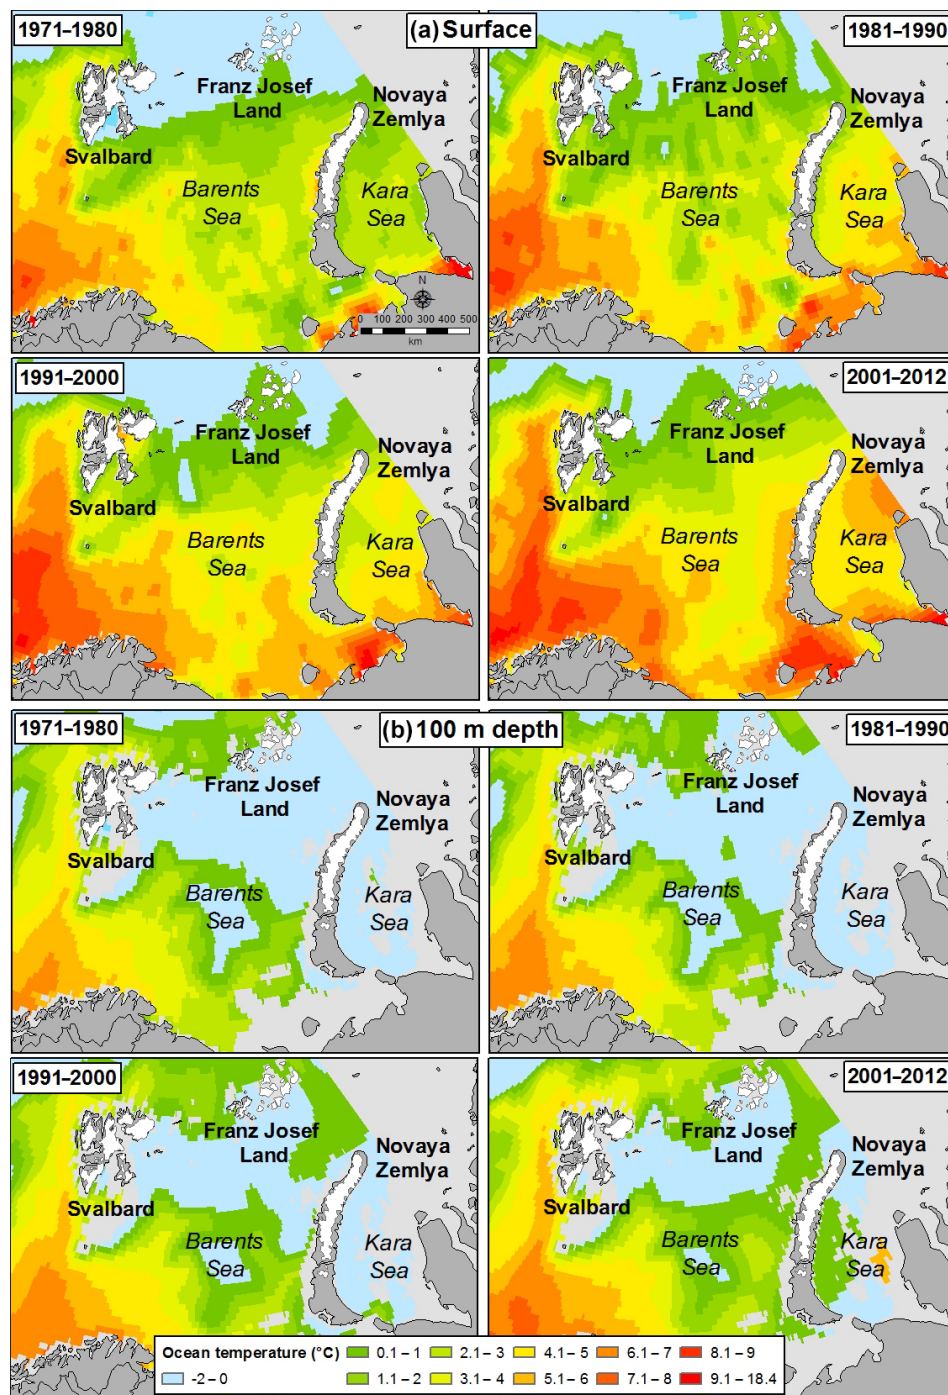 1971–1980
(a) Surface
1981–1990
Franz Josef
Land
Novaya
Zemlya
Svalbard
Barents
Sea
Kara
Sea
N
0 100 200 300 400 500
km
Franz Josef
Land
Novaya
Zemlya
Svalbard
Barents
Sea
Kara
Sea
1991–2000
2001–2012
Franz Josef
Land
Novaya
Zemlya
Svalbard
Barents
Sea
Kara
Sea
Franz Josef
Land
Novaya
Zemlya
Svalbard
Barents
Sea
Kara
Sea
1971–1980
(b) 100 m depth
1981–1990
Franz Josef
Land
Novaya
Zemlya
Svalbard
Barents
Sea
Kara
Sea
Franz Josef
Land
Novaya
Zemlya
Svalbard
Barents
Sea
Kara
Sea
1991–2000
2001–2012
Franz Josef
Land
Novaya
Zemlya
Svalbard
Barents
Sea
Kara
Sea
Franz Josef
Land
Novaya
Zemlya
Svalbard
Barents
Sea
Kara
Sea
Ocean temperature (°C)
0.1 – 1 2.1 – 3 4.1 – 5 6.1 – 7 8.1 – 9
-2 – 0 1.1 – 2 3.1 – 4 5.1 – 6 7.1 – 8 9.1 – 18.4